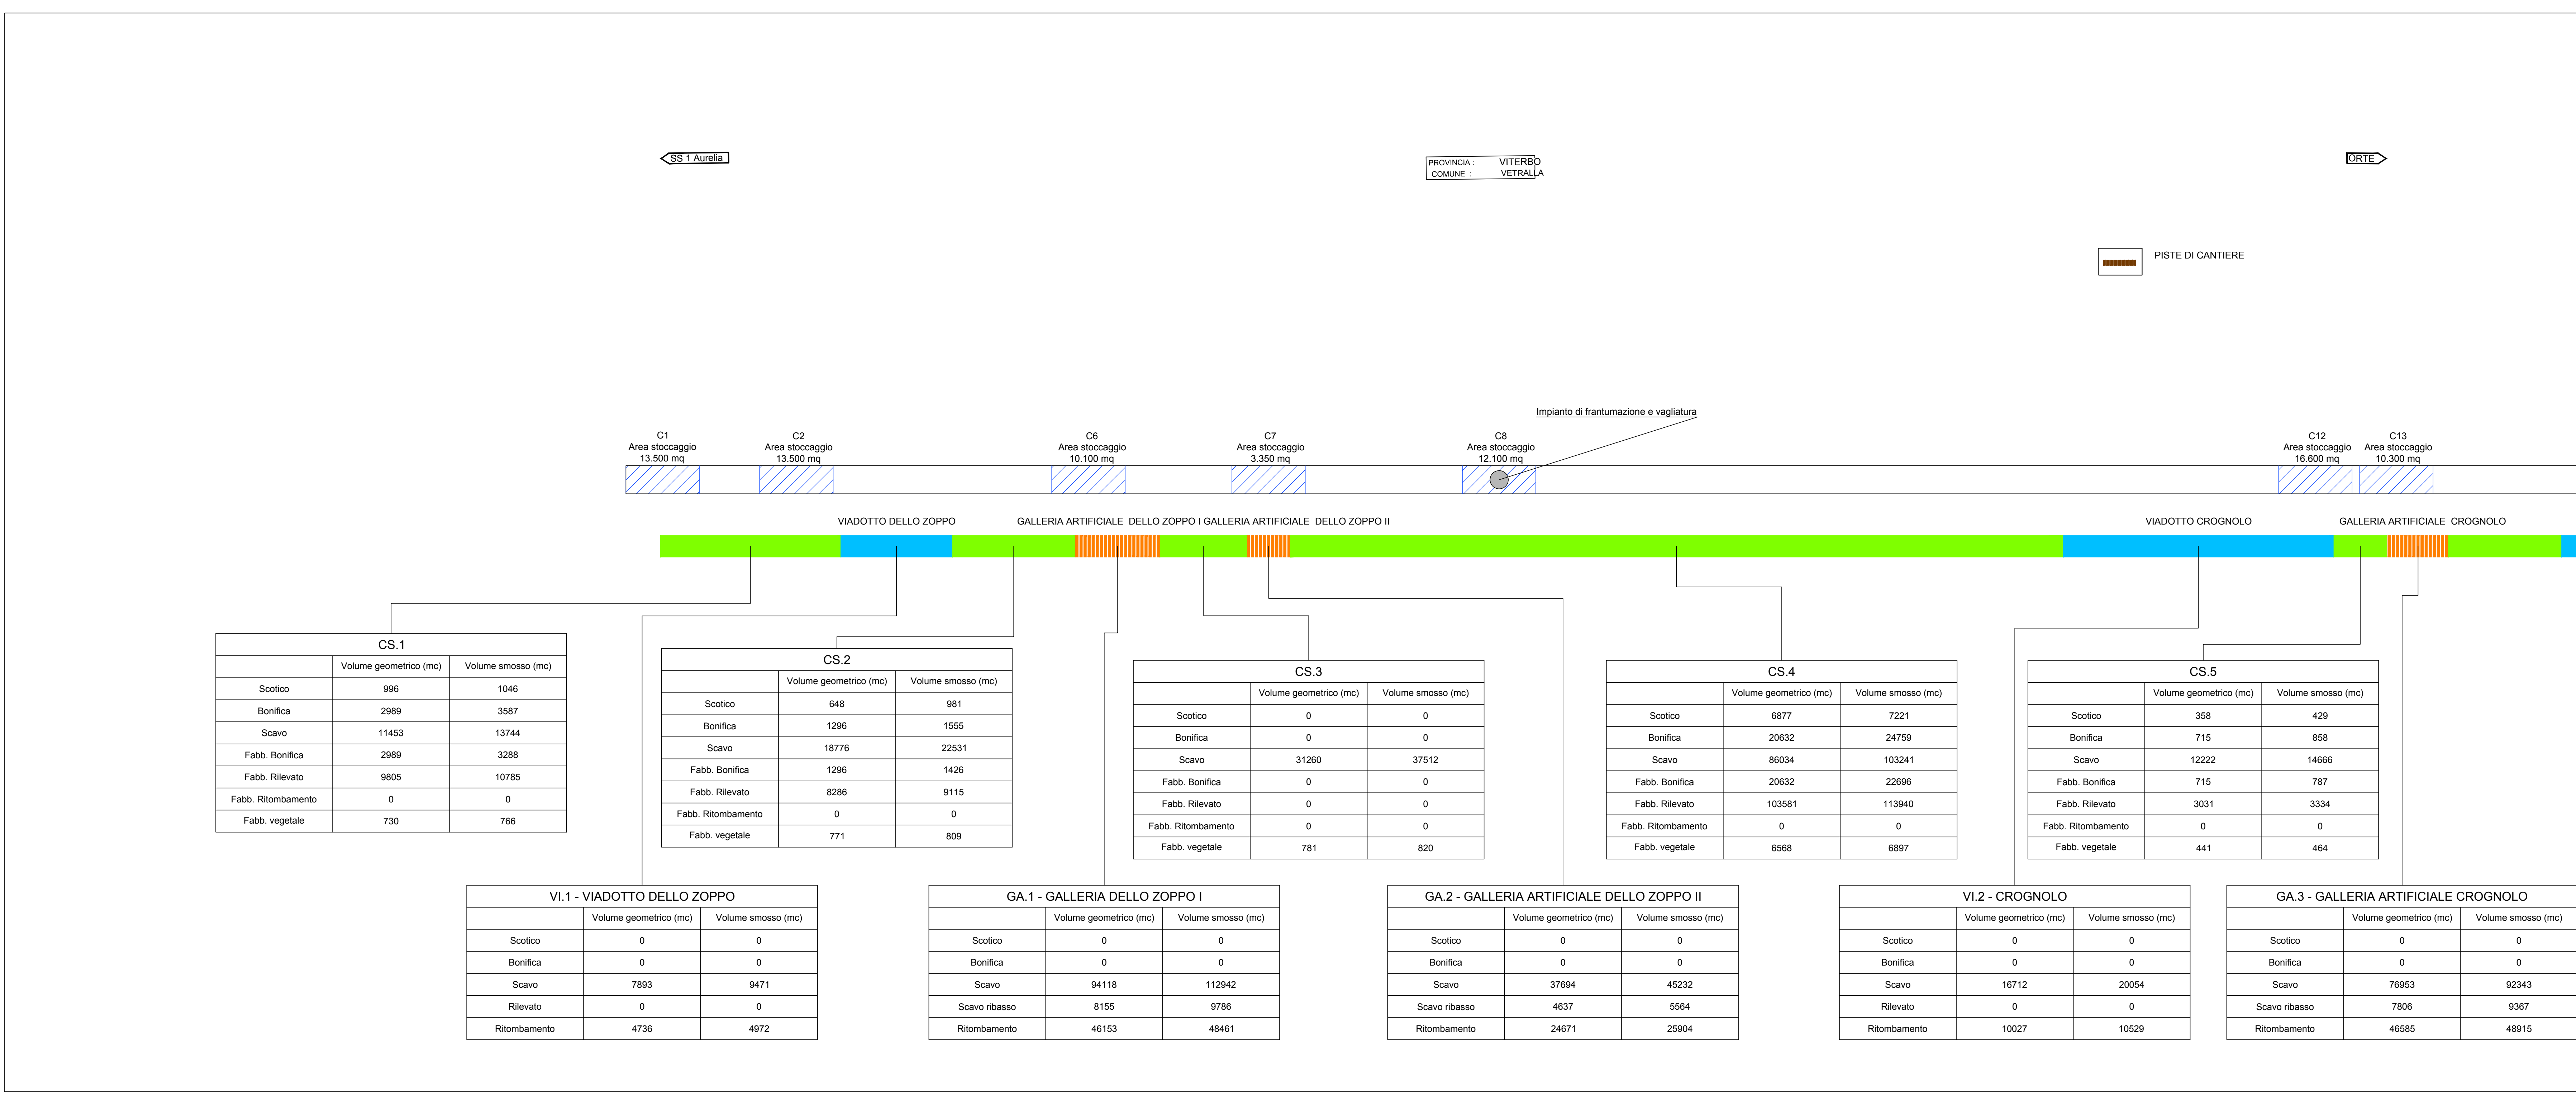 SS 1 Aurelia
PROVINCIA : VITERBO
COMUNE : VETRALLA
ORTE
PISTE DI CANTIERE
Impianto di frantumazione e vagliatura
C1
Area stoccaggio
13.500 mq
C2
Area stoccaggio
13.500 mq
C6
Area stoccaggio
10.100 mq
C7
Area stoccaggio
3.350 mq
C8
Area stoccaggio
12.100 mq
C12
Area stoccaggio
16.600 mq
C13
Area stoccaggio
10.300 mq
VIADOTTO DELLO ZOPPO
GALLERIA ARTIFICIALE DELLO ZOPPO I
GALLERIA ARTIFICIALE DELLO ZOPPO II
VIADOTTO CROGNOLO
GALLERIA ARTIFICIALE CROGNOLO
CS.1
Volume geometrico (mc) Volume smosso (mc)
Scotico 996 1046
Bonifica 2989 3587
Scavo 11453 13744
Fabb. Bonifica 2989 3288
Fabb. Rilevato 9805 10785
Fabb. Ritombamento 0 0
Fabb. vegetale 730 766
CS.2
Volume geometrico (mc) Volume smosso (mc)
Scotico 648 981
Bonifica 1296 1555
Scavo 18776 22531
Fabb. Bonifica 1296 1426
Fabb. Rilevato 8286 9115
Fabb. Ritombamento 0 0
Fabb. vegetale 771 809
CS.3
Volume geometrico (mc) Volume smosso (mc)
Scotico 0 0
Bonifica 0 0
Scavo 31260 37512
Fabb. Bonifica 0 0
Fabb. Rilevato 0 0
Fabb. Ritombamento 0 0
Fabb. vegetale 781 820
CS.4
Volume geometrico (mc) Volume smosso (mc)
Scotico 6877 7221
Bonifica 20632 24759
Scavo 86034 103241
Fabb. Bonifica 20632 22696
Fabb. Rilevato 103581 113940
Fabb. Ritombamento 0 0
Fabb. vegetale 6568 6897
CS.5
Volume geometrico (mc) Volume smosso (mc)
Scotico 358 429
Bonifica 715 858
Scavo 12222 14666
Fabb. Bonifica 715 787
Fabb. Rilevato 3031 3334
Fabb. Ritombamento 0 0
Fabb. vegetale 441 464
VI.1 - VIADOTTO DELLO ZOPPO
Volume geometrico (mc) Volume smosso (mc)
Scotico 0 0
Bonifica 0 0
Scavo 7893 9471
Rilevato 0 0
Ritombamento 4736 4972
GA.1 - GALLERIA DELLO ZOPPO I
Volume geometrico (mc) Volume smosso (mc)
Scotico 0 0
Bonifica 0 0
Scavo 94118 112942
Scavo ribasso 8155 9786
Ritombamento 46153 48461
GA.2 - GALLERIA ARTIFICIALE DELLO ZOPPO II
Volume geometrico (mc) Volume smosso (mc)
Scotico 0 0
Bonifica 0 0
Scavo 37694 45232
Scavo ribasso 4637 5564
Ritombamento 24671 25904
VI.2 - CROGNOLO
Volume geometrico (mc) Volume smosso (mc)
Scotico 0 0
Bonifica 0 0
Scavo 16712 20054
Rilevato 0 0
Ritombamento 10027 10529
GA.3 - GALLERIA ARTIFICIALE CROGNOLO
Volume geometrico (mc) Volume smosso (mc)
Scotico 0 0
Bonifica 0 0
Scavo 76953 92343
Scavo ribasso 7806 9367
Ritombamento 46585 48915